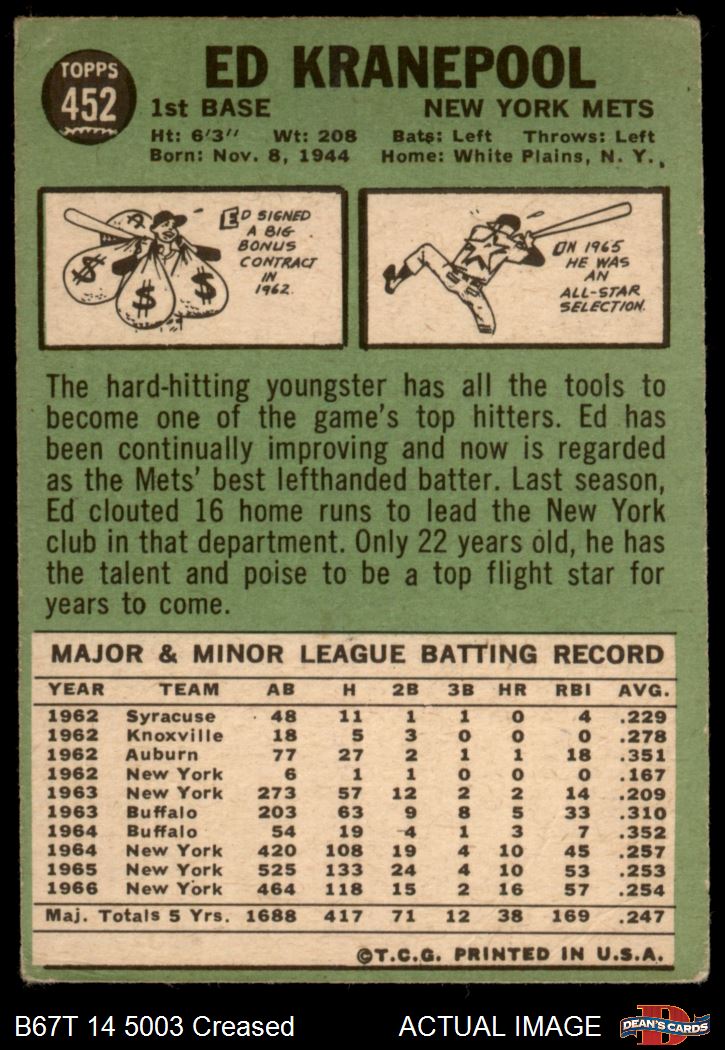 TOPPS
452
ED KRANEPOOL
1st BASE NEW YORK METS
Ht: 6'3" Wt: 208 Bats: Left Throws: Left
Born: Nov. 8, 1944 Home: White Plains, N. Y.
ED SIGNED
A BIG
BONUS
CONTRACT
IN
1962.
$ $ $
IN 1965
HE WAS
AN
ALL-STAR
SELECTION.
The hard-hitting youngster has all the tools to
become one of the game's top hitters. Ed has
been continually improving and now is regarded
as the Mets' best lefthanded batter. Last season,
Ed clouted 16 home runs to lead the New York
club in that department. Only 22 years old, he has
the talent and poise to be a top flight star for
years to come.
MAJOR & MINOR LEAGUE BATTING RECORD
YEAR TEAM AB H 2B 3B HR RBI AVG.
1962 Syracuse 48 11 1 1 0 4 .229
1962 Knoxville 18 5 3 0 0 0 .278
1962 Auburn 77 27 2 1 1 18 .351
1962 New York 6 1 1 0 0 0 .167
1963 New York 273 57 12 2 2 14 .209
1963 Buffalo 203 63 9 8 5 33 .310
1964 Buffalo 54 19 4 1 3 7 .352
1964 New York 420 108 19 4 10 45 .257
1965 New York 525 133 24 4 10 53 .253
1966 New York 464 118 15 2 16 57 .254
Maj. Totals 5 Yrs. 1688 417 71 12 38 169 .247
©T.C.G. PRINTED IN U.S.A.
B67T 14 5003 Creased ACTUAL IMAGE
D
DEAN'S CARDS